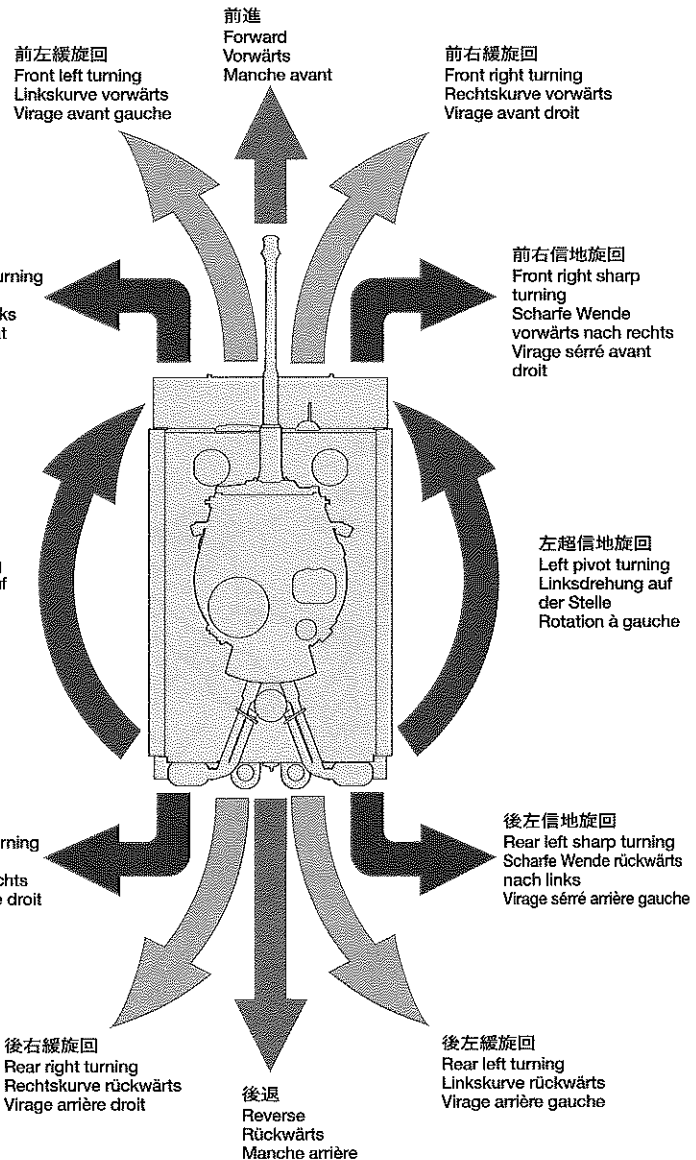 前進
Forward
Vorwärts
Manche avant
前左緩旋回
Front left turning
Linkskurve vorwärts
Virage avant gauche
前右緩旋回
Front right turning
Rechtskurve vorwärts
Virage avant droit
前右信地旋回
Front right sharp
turning
Scharfe Wende
vorwärts nach rechts
Virage sérré avant
droit
左超信地旋回
Left pivot turning
Linksdrehung auf
der Stelle
Rotation à gauche
後左信地旋回
Rear left sharp turning
Scharfe Wende rückwärts
nach links
Virage sérré arrière gauche
droit
後右緩旋回
Rear right turning
Rechtskurve rückwärts
Virage arrière droit
後左緩旋回
Rear left turning
Linkskurve rückwärts
Virage arrière gauche
後退
Reverse
Rückwärts
Manche arrière